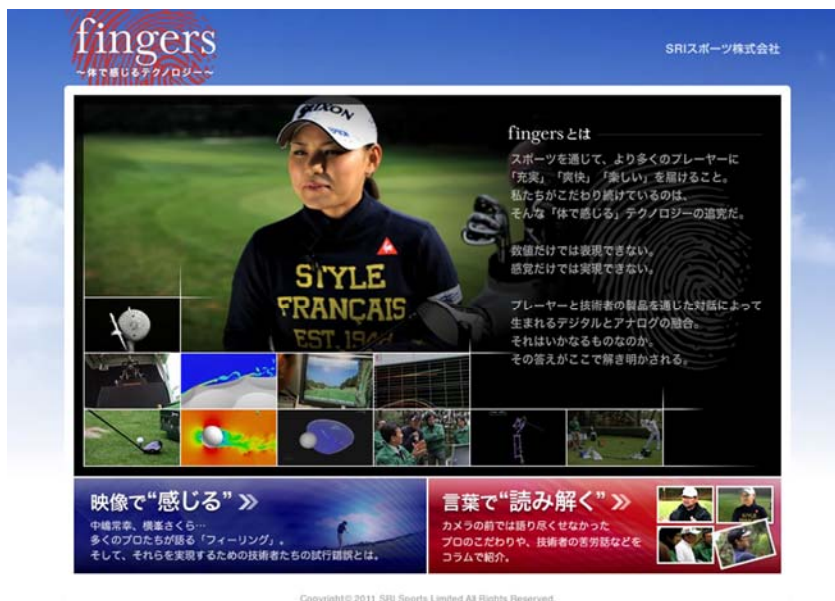 fingers
～体で感じるテクノロジー～
SRIスポーツ株式会社
SRIXON
STYLE
FRANÇAIS
EST. 194
fingersとは
スポーツを通じて、より多くのプレーヤーに
「充実」「爽快」「楽しい」を届けること。
私たちがこだわり続けているのは、
そんな「体で感じる」テクノロジーの追究だ。
数値だけでは表現できない。
感覚だけでは実現できない。
プレーヤーと技術者の製品を通じた対話によって
生まれるデジタルとアナログの融合。
それはいかなるものなのか。
その答えがここで解き明かされる。
映像で“感じる”
中嶋常幸、横峯さくら…
多くのプロたちが語る「フィーリング」。
そして、それらを実現するための技術者たちの試行錯誤とは。
言葉で“読み解く”
カメラの前では語り尽くせなかった
プロのこだわりや、技術者の苦労話などを
コラムで紹介。
Copyright© 2011 SRI Sports Limited All Rights Reserved.